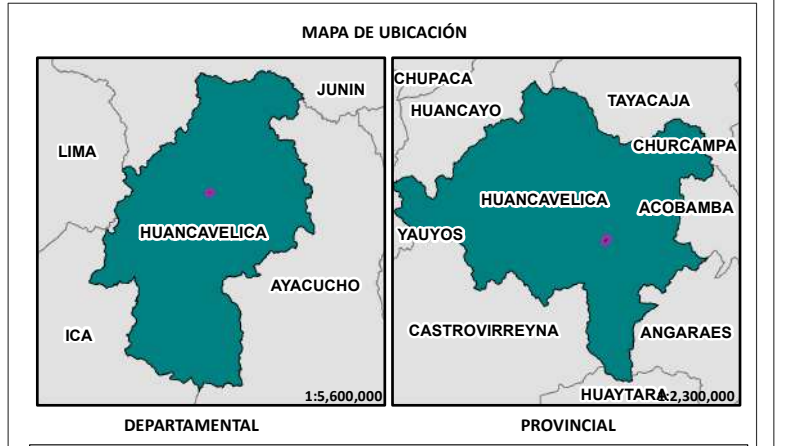 MAPA DE UBICACIÓN
JUNIN
LIMA
HUANCAVELICA
AYACUCHO
ICA
1:5,600,000
DEPARTAMENTAL
CHUPACA
HUANCAYO
TAYACAJA
CHURCAMPA
HUANCAVELICA
ACOBAMBA
YAUYOS
CASTROVIRREYNA
ANGARAES
HUAYTARA
1:2,300,000
PROVINCIAL